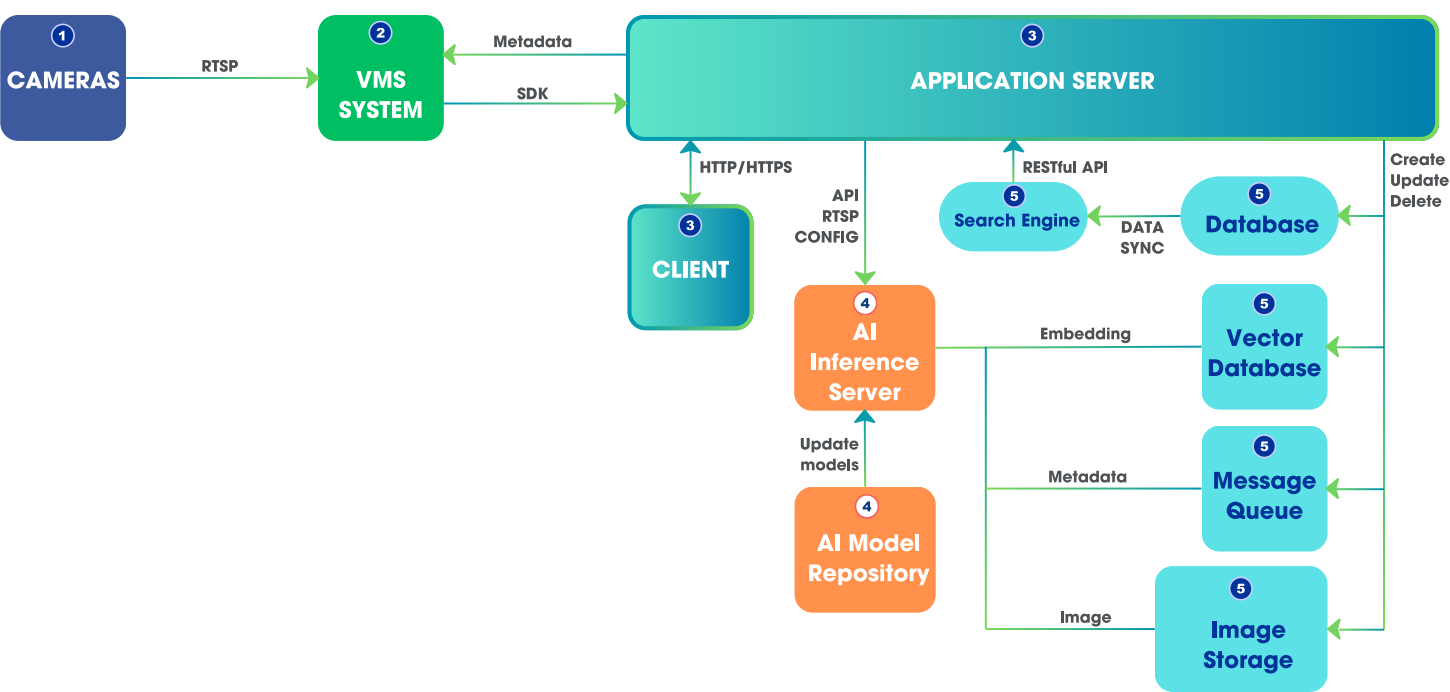 1
CAMERAS
RTSP
2
VMS
SYSTEM
Metadata
SDK
3
APPLICATION SERVER
HTTP/HTTPS
3
CLIENT
API
RTSP
CONFIG
RESTful API
5
Search Engine
DATA
SYNC
5
Database
Create
Update
Delete
4
AI
Inference
Server
Embedding
5
Vector
Database
Update
models
4
AI Model
Repository
Metadata
5
Message
Queue
Image
5
Image
Storage